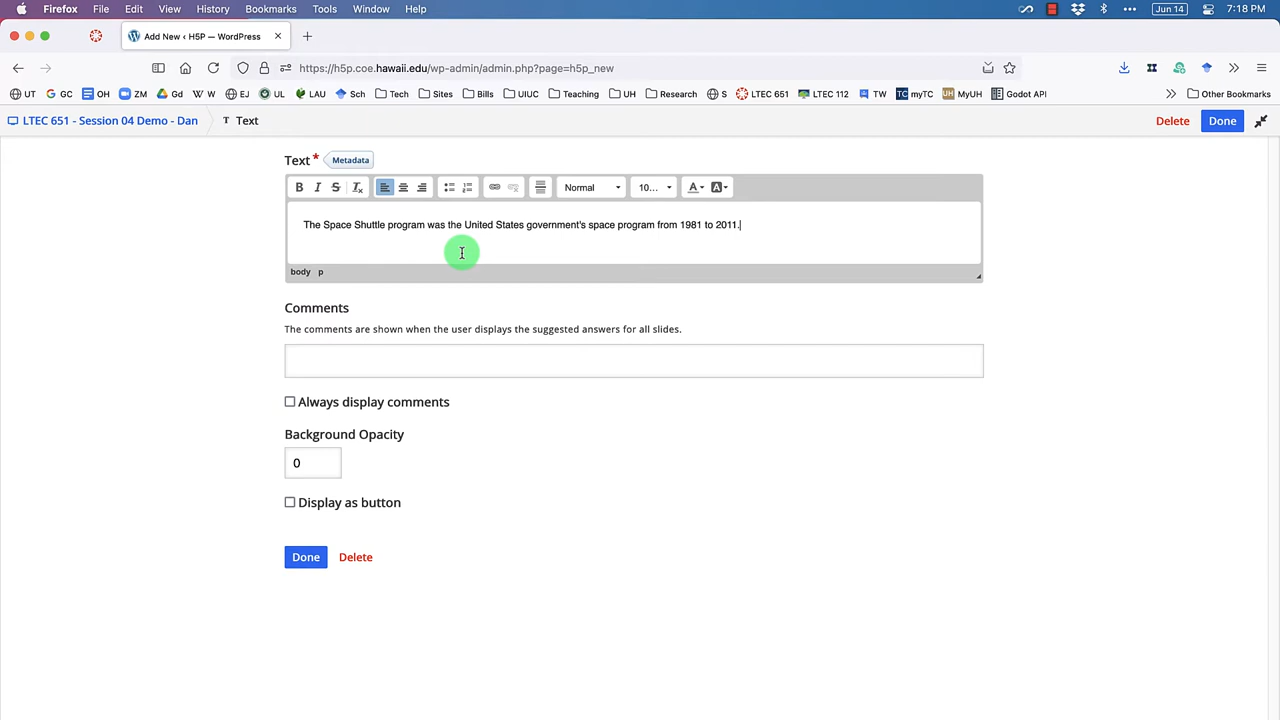 Firefox File Edit View History Bookmarks Tools Window Help Jun 14 7:18 PM
Add New ‹ H5P — WordPress
https://h5p.coe.hawaii.edu/wp-admin/admin.php?page=h5p_new
UT GC OH ZM Gd W EJ UL LAU Sch Tech Sites Bills UIUC Teaching UH Research S LTEC 651 LTEC 112 TW myTC MyUH Godot API Other Bookmarks
LTEC 651 - Session 04 Demo - Dan Text Delete Done
Text* Metadata
B I S Tx Normal 10... A A
The Space Shuttle program was the United States government's space program from 1981 to 2011.
body p
Comments
The comments are shown when the user displays the suggested answers for all slides.
Always display comments
Background Opacity
0
Display as button
Done Delete